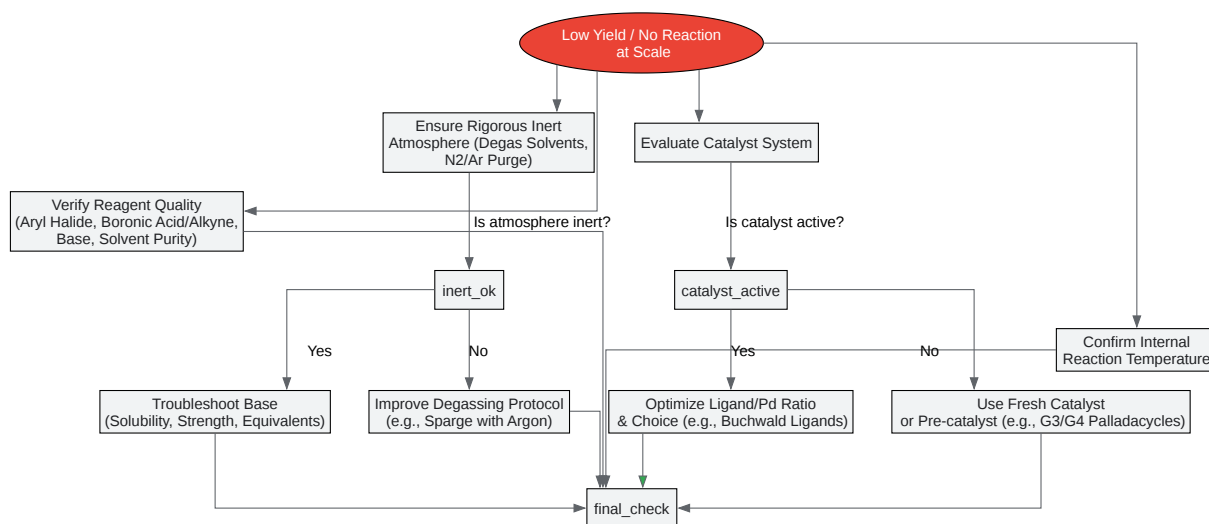 Low Yield / No Reaction
at Scale
Ensure Rigorous Inert
Atmosphere (Degas Solvents,
N2/Ar Purge)
Evaluate Catalyst System
Verify Reagent Quality
(Aryl Halide, Boronic Acid/Alkyne,
Base, Solvent Purity)
Is atmosphere inert?
Is catalyst active?
inert_ok
catalyst_active
Yes
No
Yes
No
Confirm Internal
Reaction Temperature
Troubleshoot Base
(Solubility, Strength, Equivalents)
Improve Degassing Protocol
(e.g., Sparge with Argon)
Optimize Ligand/Pd Ratio
& Choice (e.g., Buchwald Ligands)
Use Fresh Catalyst
or Pre-catalyst (e.g., G3/G4 Palladacycles)
final_check